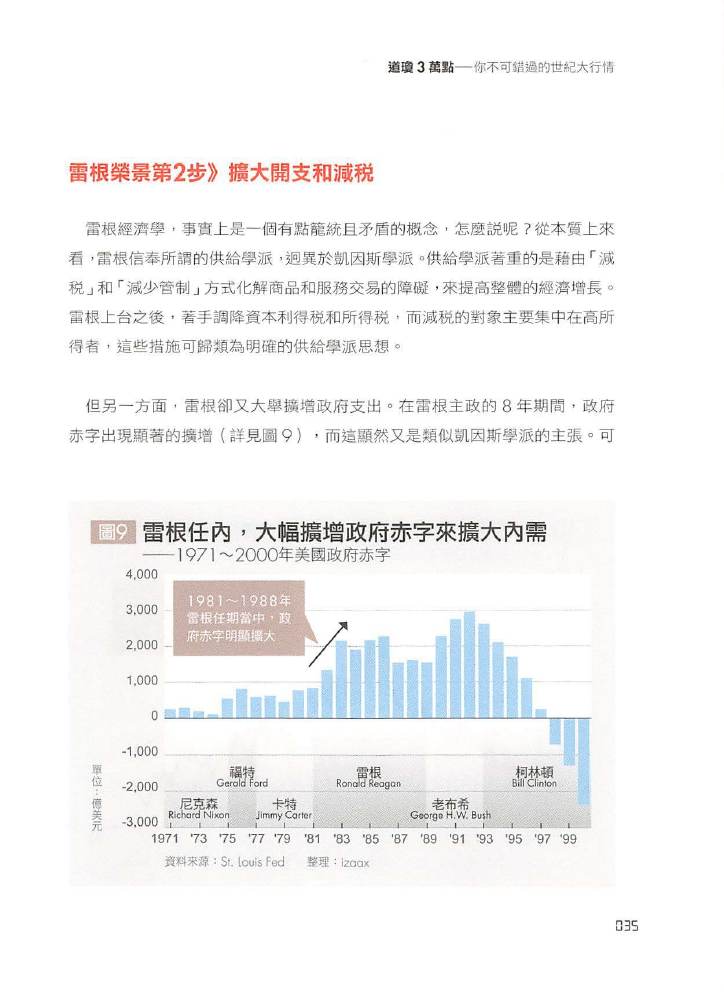 道瓊3萬點——你不可錯過的世紀大行情
雷根榮景第2步》擴大開支和減稅
雷根經濟學，事實上是一個有點籠統且矛盾的概念，怎麼說呢？從本質上來
看，雷根信奉所謂的供給學派，迥異於凱因斯學派。供給學派著重的是藉由「減
稅」和「減少管制」方式化解商品和服務交易的障礙，來提高整體的經濟增長。
雷根上台之後，著手調降資本利得稅和所得稅，而減稅的對象主要集中在高所
得者，這些措施可歸類為明確的供給學派思想。
但另一方面，雷根卻又大舉擴增政府支出。在雷根主政的8年期間，政府
赤字出現顯著的擴增（詳見圖9），而這顯然又是類似凱因斯學派的主張。可
圖9 雷根任內，大幅擴增政府赤字來擴大內需
——1971～2000年美國政府赤字
4,000
3,000
2,000
1,000
0
-1,000
-2,000
-3,000
單位：億美元
1981～1988年
雷根任期當中，政
府赤字明顯擴大
福特
Gerald Ford
雷根
Ronald Reagan
柯林頓
Bill Clinton
尼克森
Richard Nixon
卡特
Jimmy Carter
老布希
George H.W. Bush
1971 '73 '75 '77 '79 '81 '83 '85 '87 '89 '91 '93 '95 '97 '99
資料來源：St. Louis Fed 整理：izaax
035